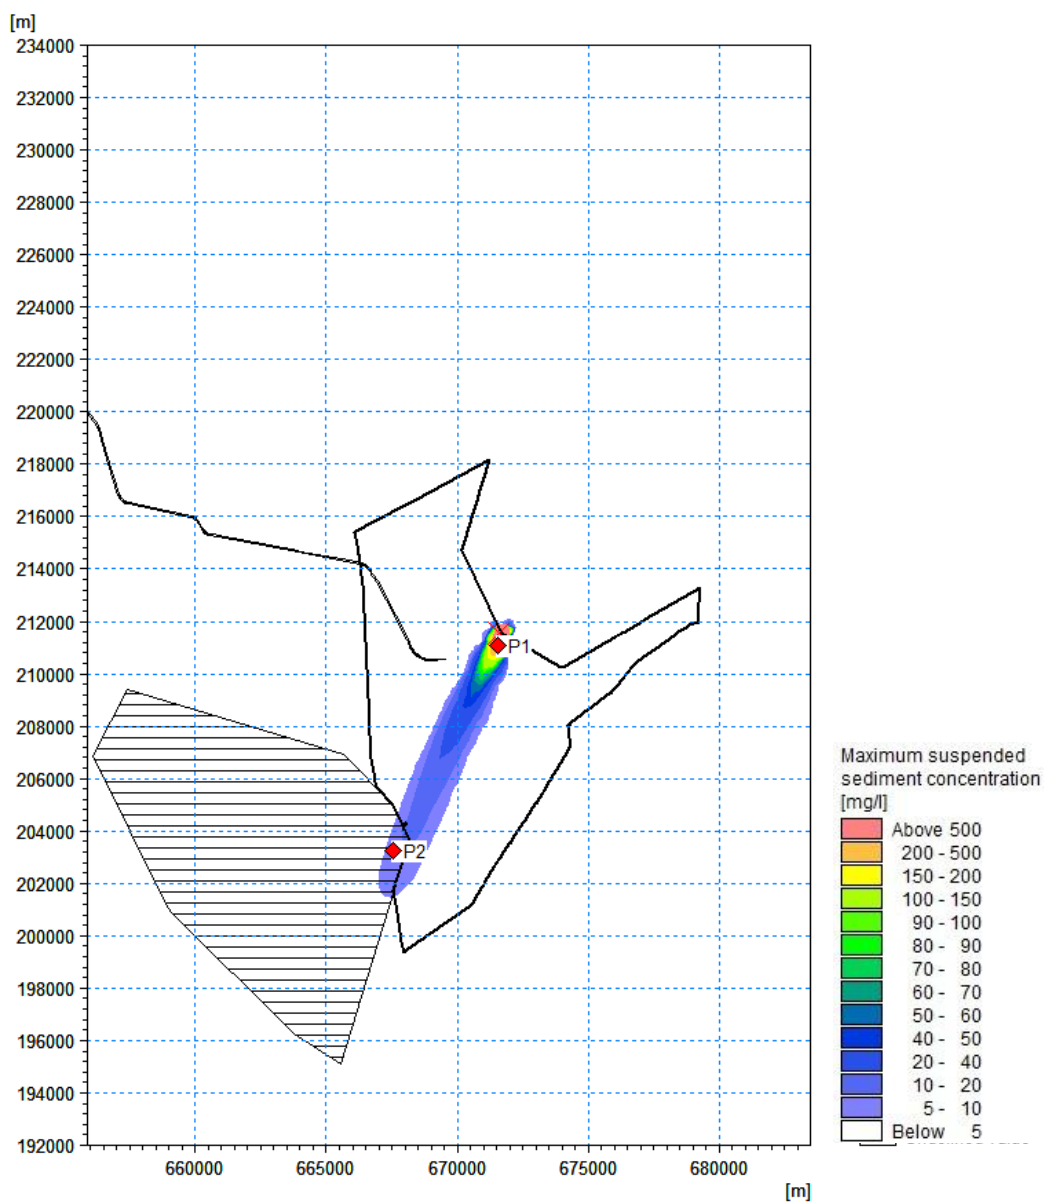 [m]
234000
232000
230000
228000
226000
224000
222000
220000
218000
216000
214000
212000
210000
208000
206000
204000
202000
200000
198000
196000
194000
192000
P1
P2
660000
665000
670000
675000
680000
[m]
Maximum suspended
sediment concentration
[mg/l]
Above 500
200 - 500
150 - 200
100 - 150
90 - 100
80 - 90
70 - 80
60 - 70
50 - 60
40 - 50
20 - 40
10 - 20
5 - 10
Below 5